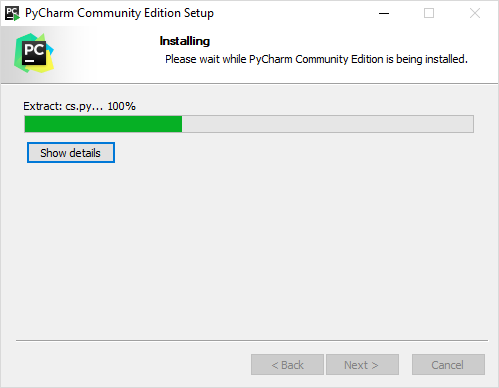 PC PyCharm Community Edition Setup
PC
Installing
Please wait while PyCharm Community Edition is being installed.
Extract: cs.py... 100%
Show details
< Back Next > Cancel